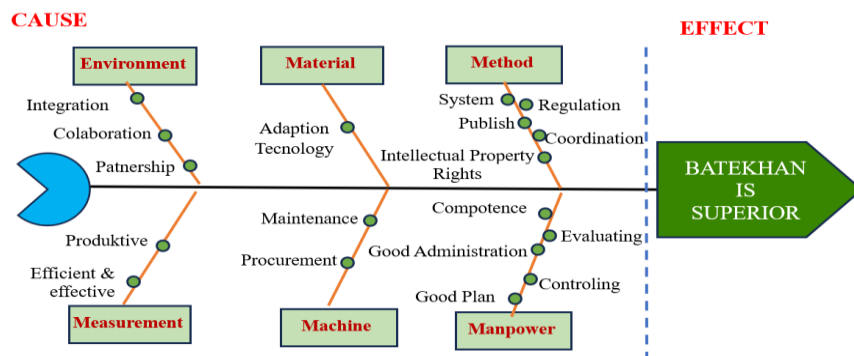 CAUSE
EFFECT
Environment
Material
Method
Integration
Colaboration
Patnership
Adaption
Tecnology
System
Regulation
Publish
Coordination
Intellectual Property
Rights
BATEKHAN
IS
SUPERIOR
Produktive
Efficient &
effective
Maintenance
Procurement
Compotence
Evaluating
Good Administration
Controling
Good Plan
Measurement
Machine
Manpower